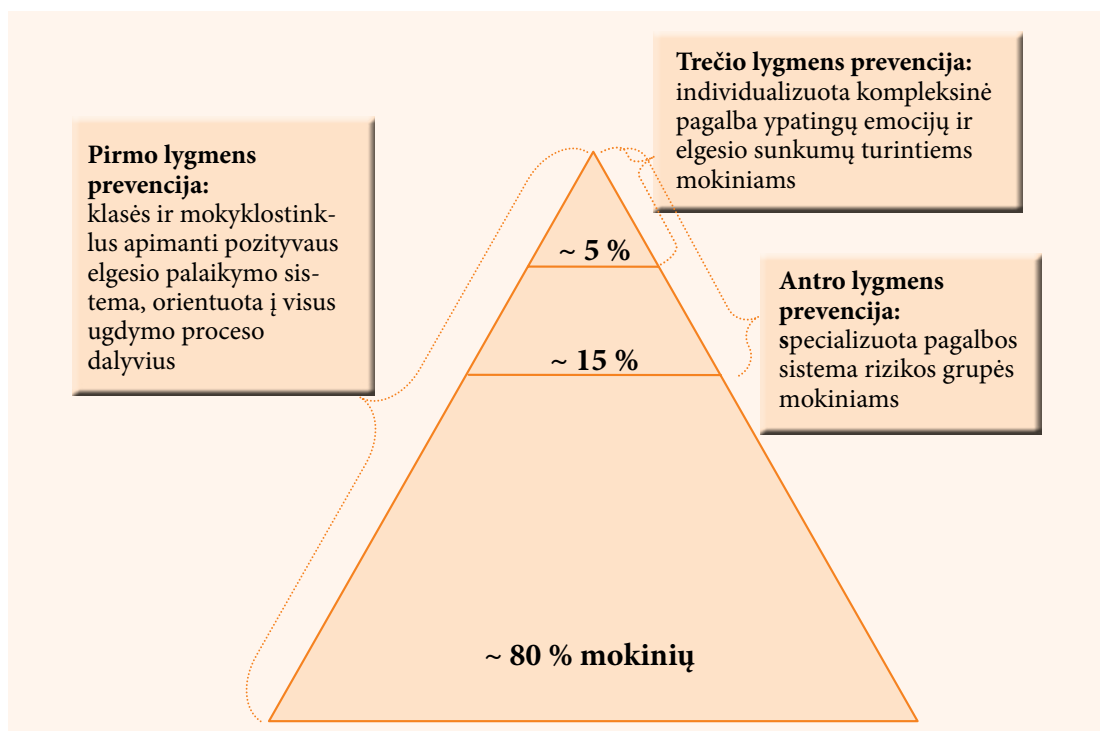 Trečio lygmens prevencija:
individualizuota kompleksinė
pagalba ypatingų emocijų ir
elgesio sunkumų turintiems
mokiniams
Pirmo lygmens
prevencija:
klasės ir mokyklostink-
lus apimanti pozityvaus
elgesio palaikymo sis-
tema, orientuota į visus
ugdymo proceso
dalyvius
~ 5 %
Antro lygmens
prevencija:
specializuota pagalbos
sistema rizikos grupės
mokiniams
~ 15 %
~ 80 % mokinių